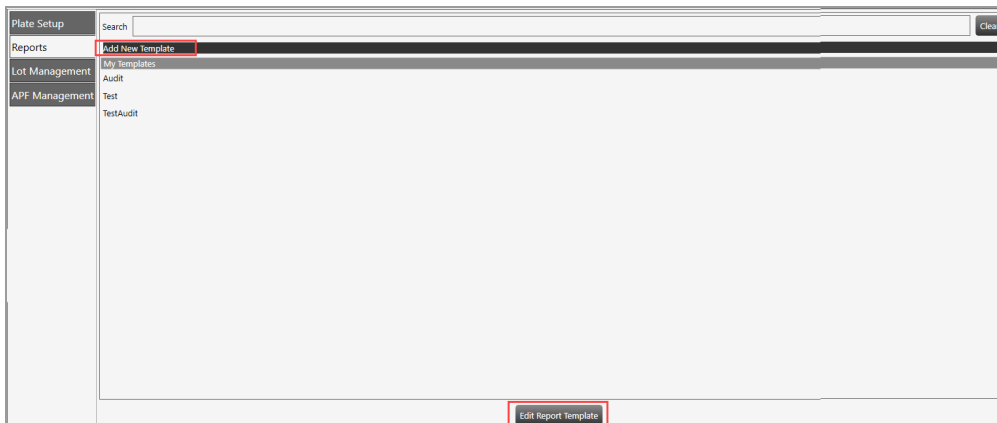 Plate Setup
Reports
Lot Management
APF Management
Search
Add New Template
My Templates
Audit
Test
TestAudit
Edit Report Template